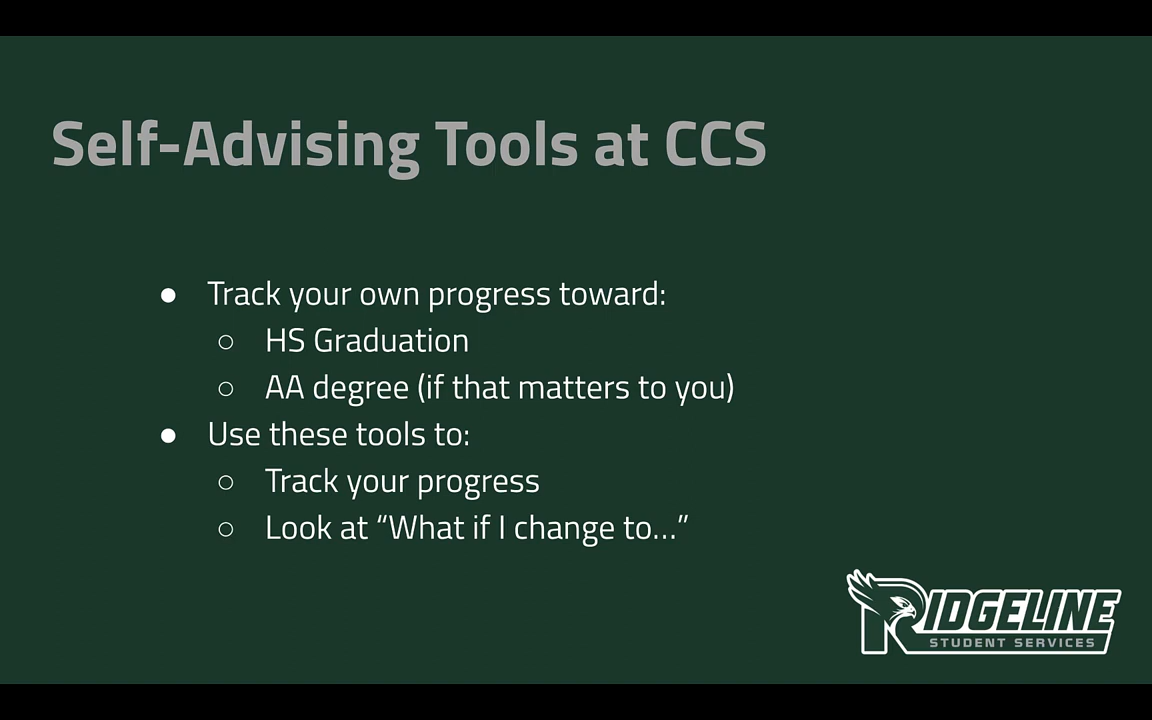 Self-Advising Tools at CCS
● Track your own progress toward:
○ HS Graduation
○ AA degree (if that matters to you)
● Use these tools to:
○ Track your progress
○ Look at “What if I change to...”
RIDGELINE
STUDENT SERVICES